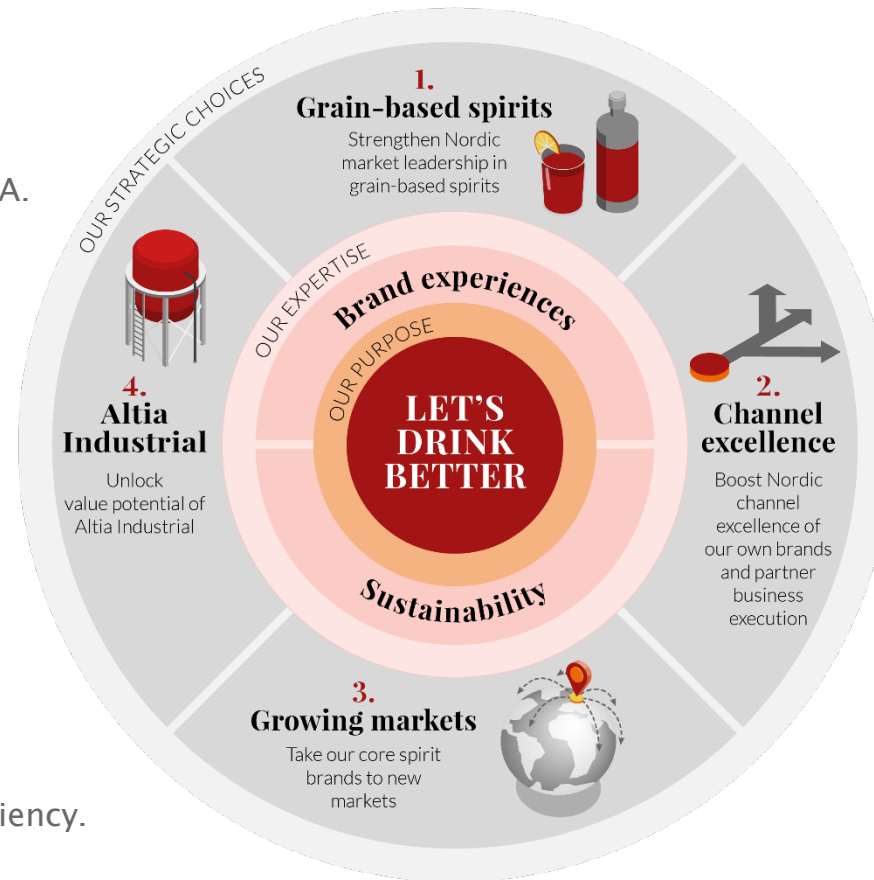 A.
iency.
OUR STRATEGIC CHOICES
1.
Grain-based spirits
Strengthen Nordic
market leadership in
grain-based spirits
OUR EXPERTISE
Brand experiences
OUR PURPOSE
LET'S
DRINK
BETTER
Sustainability
2.
Channel
excellence
Boost Nordic
channel
excellence of
our own brands
and partner
business
execution
3.
Growing markets
Take our core spirit
brands to new
markets
4.
Altia
Industrial
Unlock
value potential of
Altia Industrial